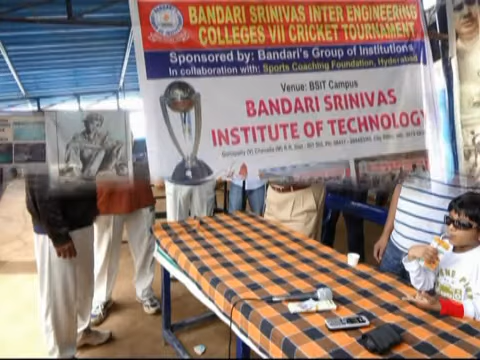 BANDARI SRINIVAS INTER ENGINEERING
COLLEGES VII CRICKET TOURNAMENT
Sponsored by: Bandari's Group of Institutions
In collaboration with: Sports Coaching Foundation, Hyderabad
Venue: BSIT Campus
BANDARI SRINIVAS
INSTITUTE OF TECHNOLOGY